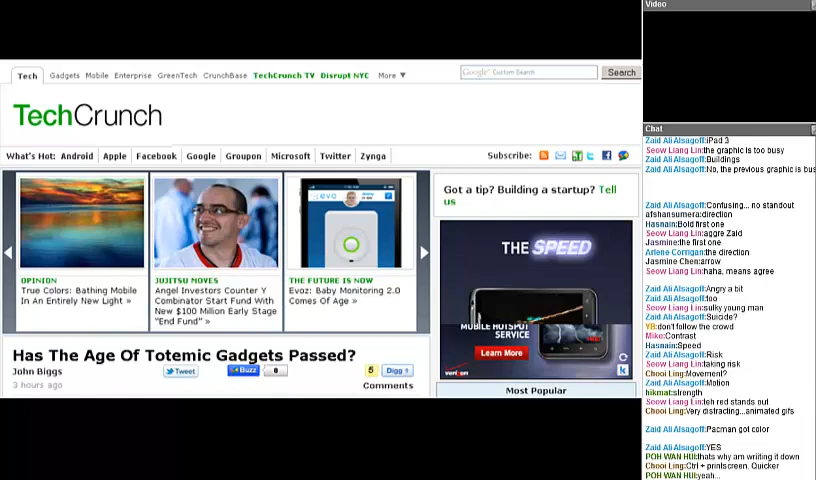 Video
Tech Gadgets Mobile Enterprise GreenTech CrunchBase TechCrunch TV Disrupt NYC More ▼
Google Custom Search Search
TechCrunch
What's Hot: Android Apple Facebook Google Groupon Microsoft Twitter Zynga Subscribe:
OPINION
True Colors: Bathing Mobile
In An Entirely New Light »
JUJITSU MOVES
Angel Investors Counter Y
Combinator Start Fund With
New $100 Million Early Stage
"End Fund" »
evo
THE FUTURE IS NOW
Evoz: Baby Monitoring 2.0
Comes Of Age »
Got a tip? Building a startup? Tell
us
THE SPEED
MOBILE HOTSPOT
SERVICE
Learn More
verizon
Most Popular
Has The Age Of Totemic Gadgets Passed?
John Biggs
3 hours ago
Tweet
Buzz 0
5 Digg 1
Comments
Chat
Zaid Ali Alsagoff:iPad 3
Seow Liang Lin:the graphic is too busy
Zaid Ali Alsagoff:Buildings
Zaid Ali Alsagoff:No, the previous graphic is bus
Zaid Ali Alsagoff:Confusing... no standout
afshansumera:direction
Hasnain:Bold first one
Seow Liang Lin:aggre Zaid
Jasmine:the first one
Arlene Corrigan:the direction
Jasmine Chen:arrow
Seow Liang Lin:haha, means agree
Zaid Ali Alsagoff:Angry a bit
Zaid Ali Alsagoff:too
Seow Liang Lin:sulky young man
Zaid Ali Alsagoff:Suicide?
YB:don't follow the crowd
Mike:Contrast
Hasnain:Speed
Zaid Ali Alsagoff:Risk
Seow Liang Lin:taking risk
Chooi Ling:Movement?
Zaid Ali Alsagoff:Motion
hikmat:strength
Seow Liang Lin:teh red stands out
Chooi Ling:Very distracting...animated gifs
Zaid Ali Alsagoff:Pacman got color
Zaid Ali Alsagoff:YES
POH WAN HUI:thats why am wriiting it down
Chooi Ling:Ctrl + prinlscreen. Quicker
POH WAN HUI:yeah...